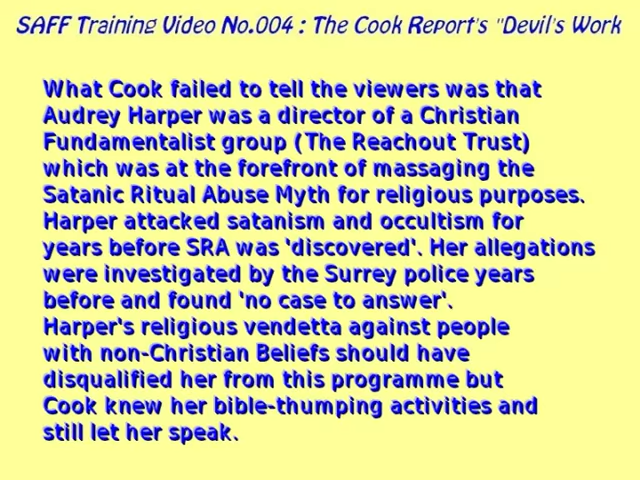 SAFF Training Video No.004 : The Cook Report's "Devil's Work
What Cook failed to tell the viewers was that
Audrey Harper was a director of a Christian
Fundamentalist group (The Reachout Trust)
which was at the forefront of massaging the
Satanic Ritual Abuse Myth for religious purposes.
Harper attacked satanism and occultism for
years before SRA was 'discovered'. Her allegations
were investigated by the Surrey police years
before and found 'no case to answer'.
Harper's religious vendetta against people
with non-Christian Beliefs should have
disqualified her from this programme but
Cook knew her bible-thumping activities and
still let her speak.